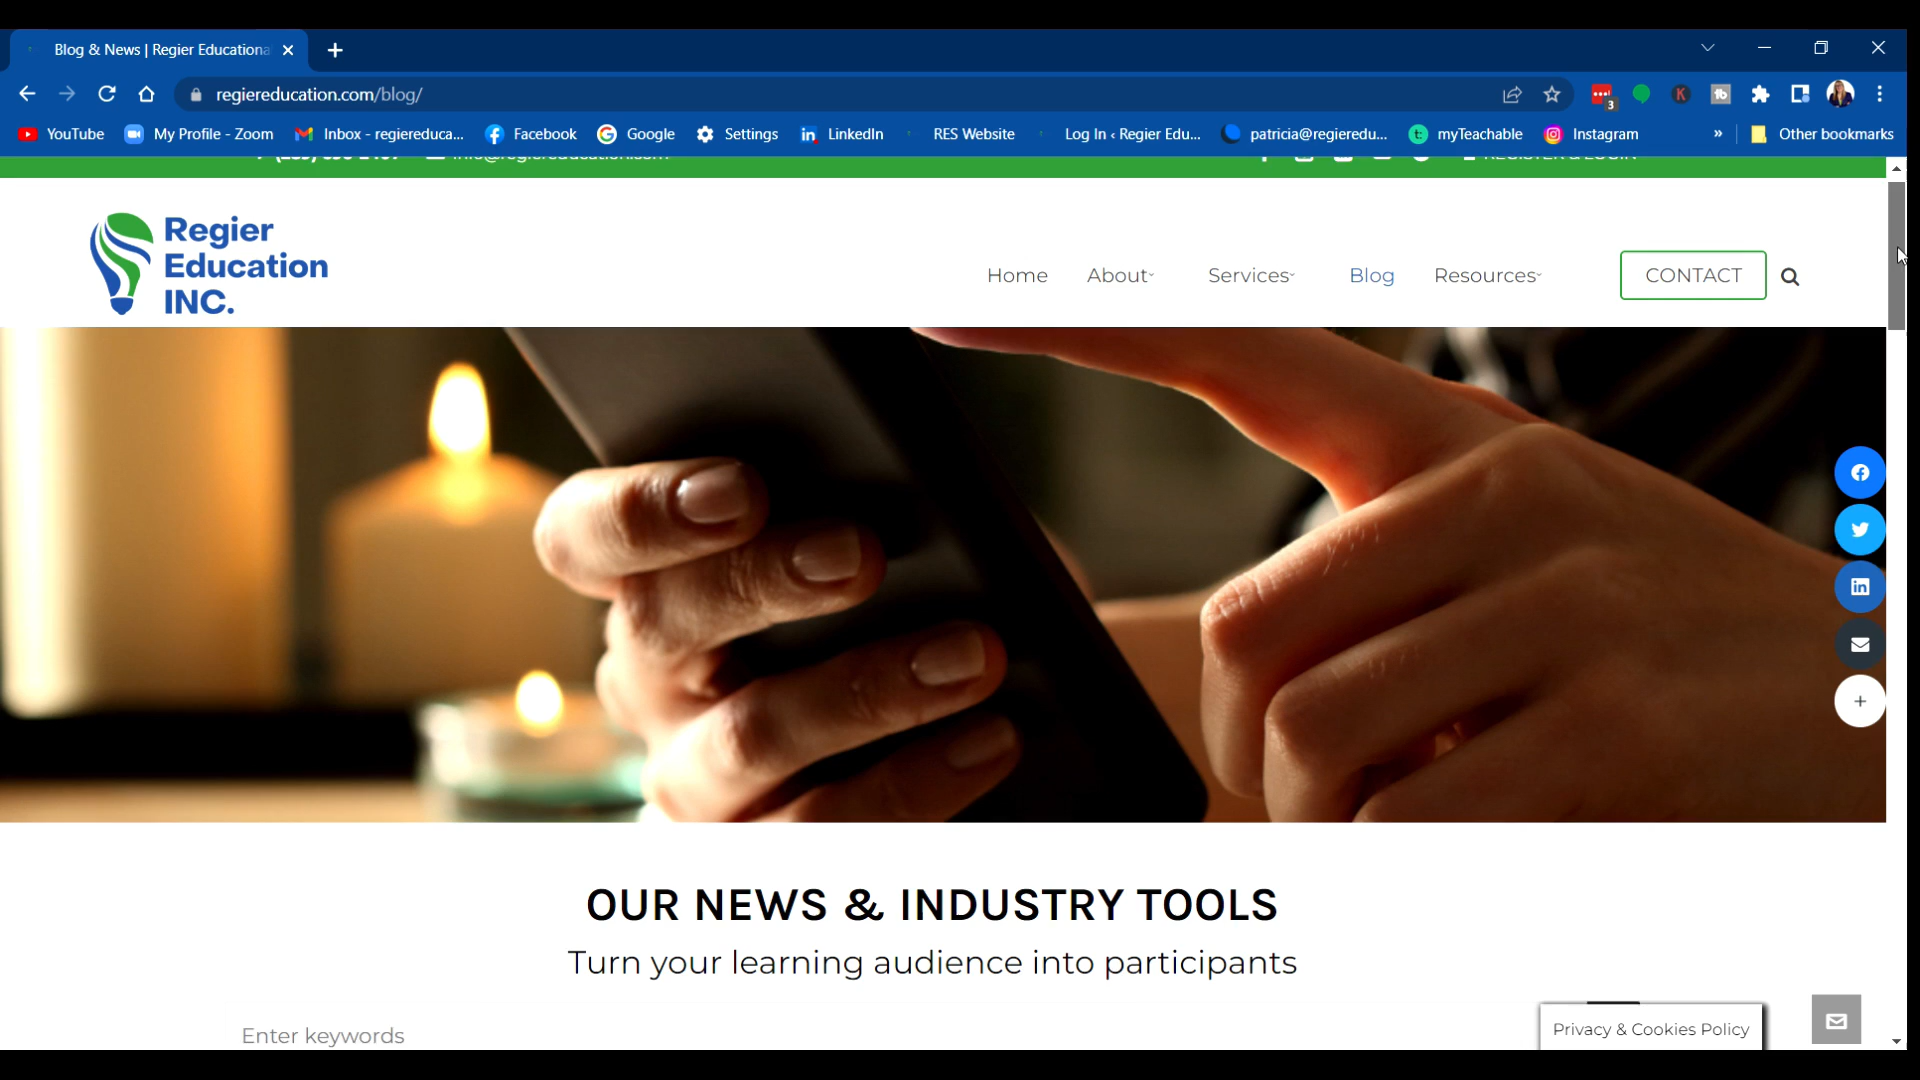 Blog & News | Regier Educationa
regiereducation.com/blog/
3
YouTube My Profile - Zoom Inbox - regiereduca... Facebook Google Settings LinkedIn RES Website Log In ‹ Regier Edu... patricia@regieredu... myTeachable Instagram » Other bookmarks
Regier
Education
INC.
Home About Services Blog Resources CONTACT
OUR NEWS & INDUSTRY TOOLS
Turn your learning audience into participants
Enter keywords
Privacy & Cookies Policy